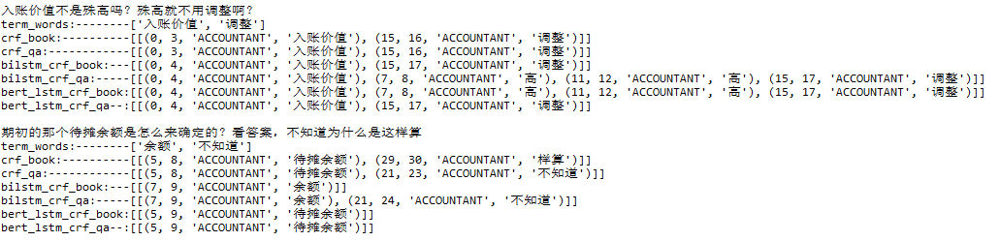 入账价值不是殊高吗？殊高就不用调整啊？
term_words:--------['入账价值', '调整']
crf_book:----------[[(0, 3, 'ACCOUNTANT', '入账价值'), (15, 16, 'ACCOUNTANT', '调整')]]
crf_qa:------------[[(0, 3, 'ACCOUNTANT', '入账价值'), (15, 16, 'ACCOUNTANT', '调整')]]
bilstm_crf_book:---[[(0, 4, 'ACCOUNTANT', '入账价值'), (15, 17, 'ACCOUNTANT', '调整')]]
bilstm_crf_qa:-----[[(0, 4, 'ACCOUNTANT', '入账价值'), (7, 8, 'ACCOUNTANT', '高'), (11, 12, 'ACCOUNTANT', '高'), (15, 17, 'ACCOUNTANT', '调整')]]
bert_lstm_crf_book:[[(0, 4, 'ACCOUNTANT', '入账价值'), (7, 8, 'ACCOUNTANT', '高'), (11, 12, 'ACCOUNTANT', '高'), (15, 17, 'ACCOUNTANT', '调整')]]
bert_lstm_crf_qa--:[[(0, 4, 'ACCOUNTANT', '入账价值'), (15, 17, 'ACCOUNTANT', '调整')]]
期初的那个待摊余额是怎么来确定的？看答案，不知道为什么是这样算
term_words:--------['余额', '不知道']
crf_book:----------[[(5, 8, 'ACCOUNTANT', '待摊余额'), (29, 30, 'ACCOUNTANT', '样算')]]
crf_qa:------------[[(5, 8, 'ACCOUNTANT', '待摊余额'), (21, 23, 'ACCOUNTANT', '不知道')]]
bilstm_crf_book:---[[(7, 9, 'ACCOUNTANT', '余额')]]
bilstm_crf_qa:-----[[(7, 9, 'ACCOUNTANT', '余额'), (21, 24, 'ACCOUNTANT', '不知道')]]
bert_lstm_crf_book:[[(5, 9, 'ACCOUNTANT', '待摊余额')]]
bert_lstm_crf_qa--:[[(5, 9, 'ACCOUNTANT', '待摊余额')]]